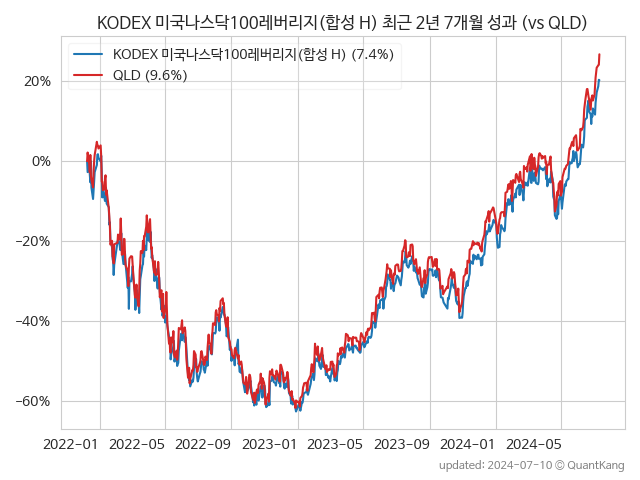 KODEX 미국나스닥100레버리지(합성 H) 최근 2년 7개월 성과 (vs QLD)
KODEX 미국나스닥100레버리지(합성 H) (7.4%)
QLD (9.6%)
20%
0%
−20%
−40%
−60%
2022-01 2022-05 2022-09 2023-01 2023-05 2023-09 2024-01 2024-05
updated: 2024-07-10 © QuantKang